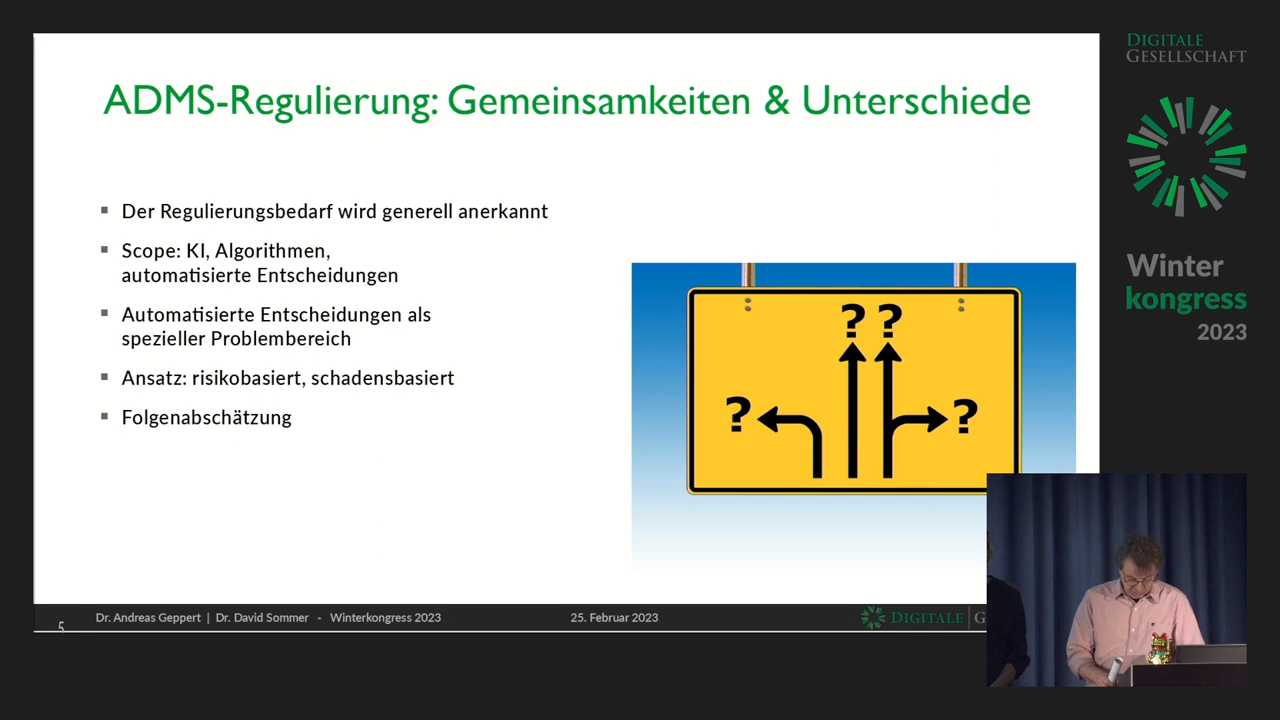 ADMS-Regulierung: Gemeinsamkeiten & Unterschiede
Der Regulierungsbedarf wird generell anerkannt
Scope: KI, Algorithmen,
automatisierte Entscheidungen
Automatisierte Entscheidungen als
spezieller Problembereich
Ansatz: risikobasiert, schadensbasiert
Folgenabschätzung
? ?
? ?
5 Dr. Andreas Geppert | Dr. David Sommer - Winterkongress 2023 25. Februar 2023 DIGITALE G
DIGITALE
GESELLSCHAFT
Winter
kongress
2023